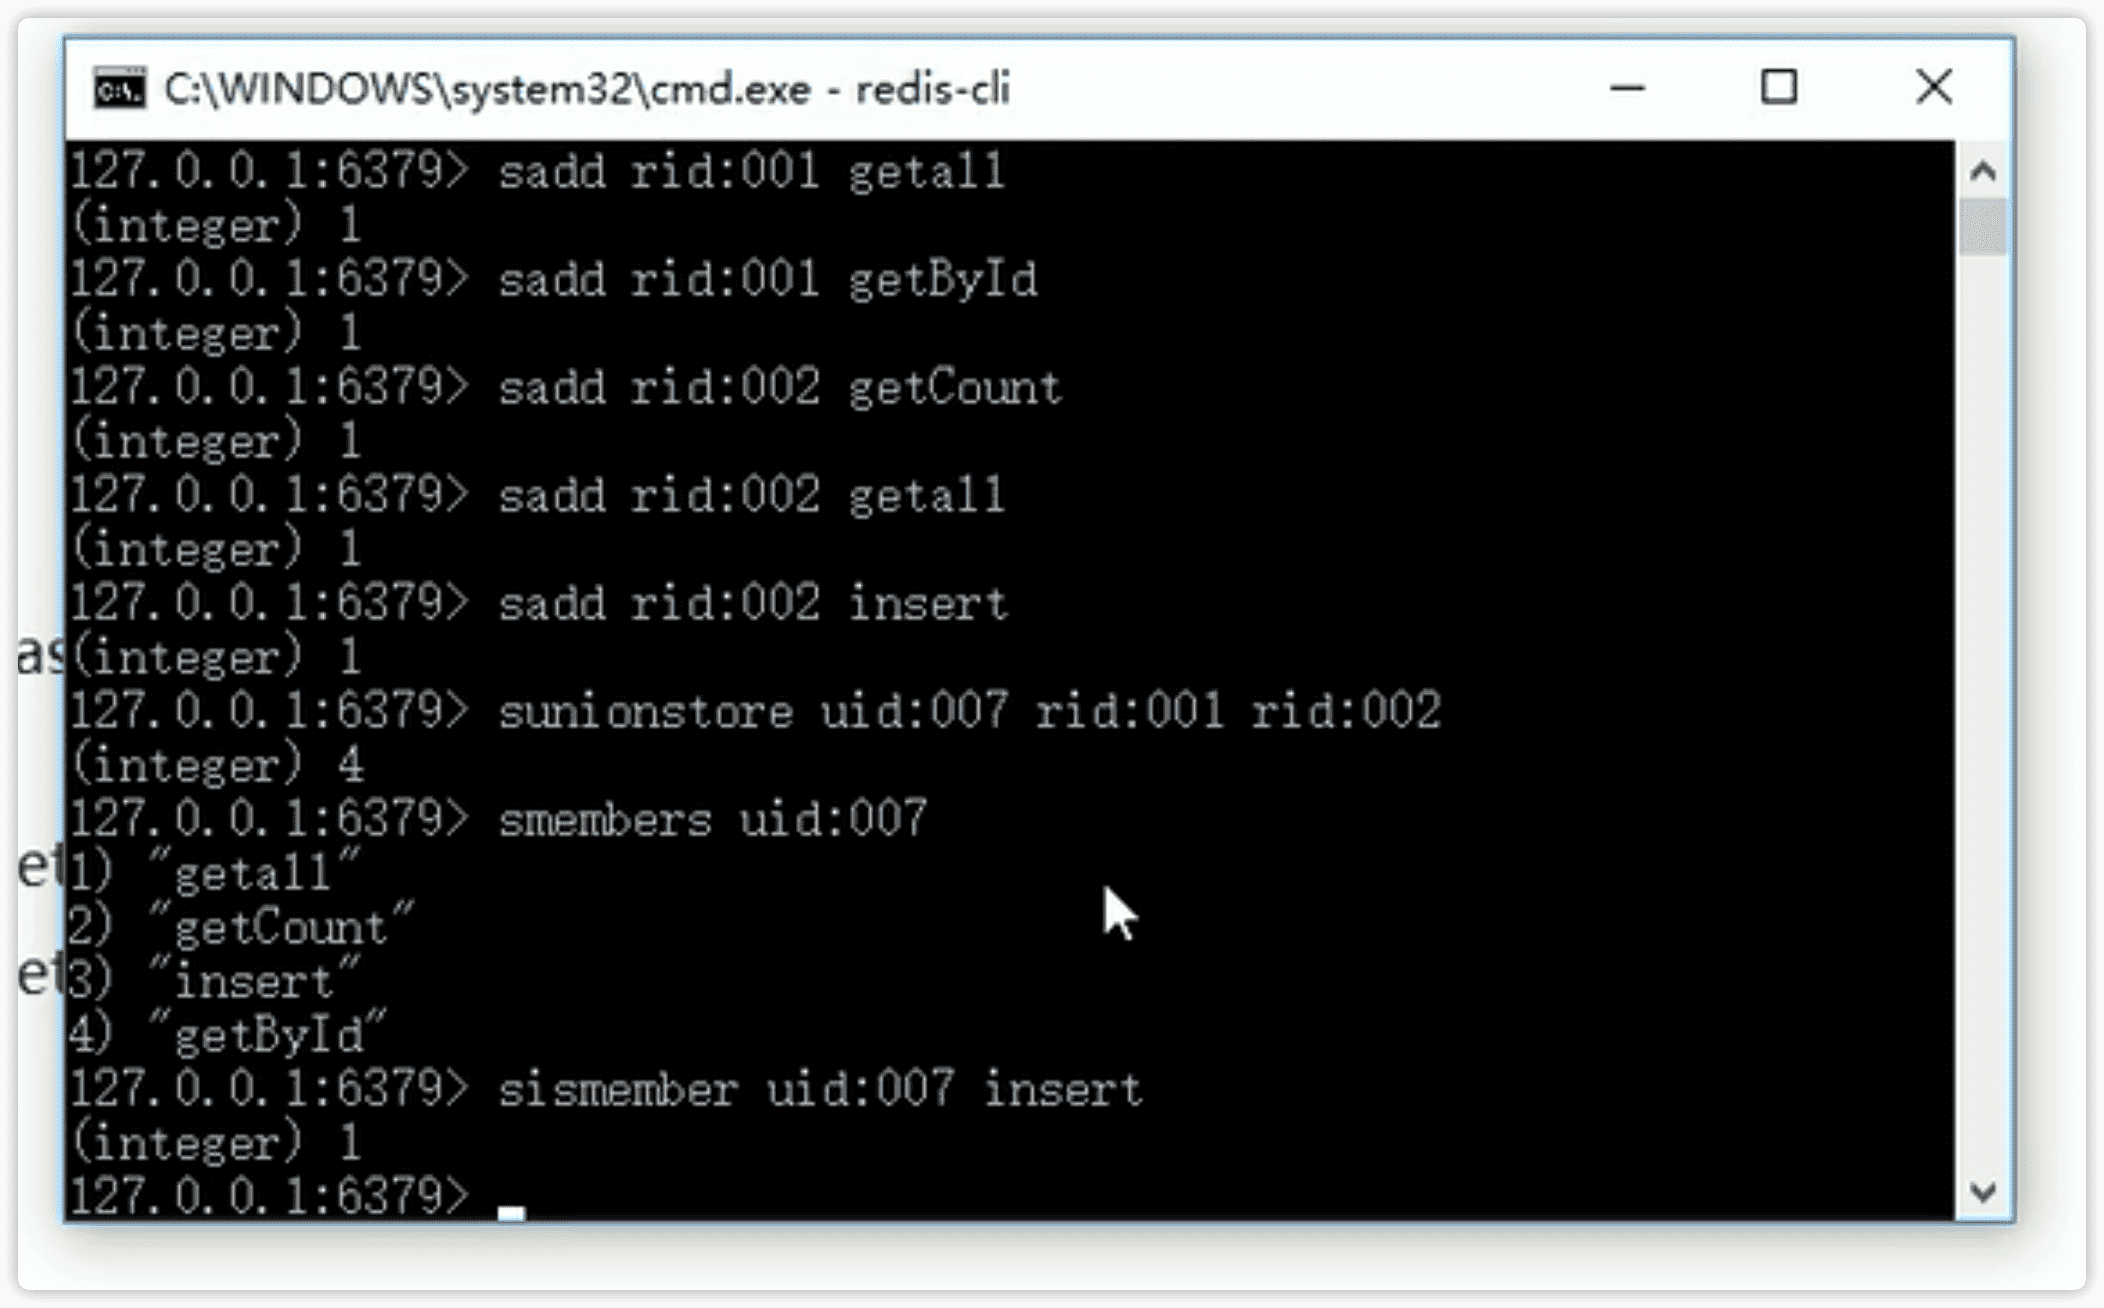 C:\WINDOWS\system32\cmd.exe - redis-cli
127.0.0.1:6379> sadd rid:001 getall
(integer) 1
127.0.0.1:6379> sadd rid:001 getById
(integer) 1
127.0.0.1:6379> sadd rid:002 getCount
(integer) 1
127.0.0.1:6379> sadd rid:002 getall
(integer) 1
127.0.0.1:6379> sadd rid:002 insert
(integer) 1
127.0.0.1:6379> sunionstore uid:007 rid:001 rid:002
(integer) 4
127.0.0.1:6379> smembers uid:007
1) "getall"
2) "getCount"
3) "insert"
4) "getById"
127.0.0.1:6379> sismember uid:007 insert
(integer) 1
127.0.0.1:6379>